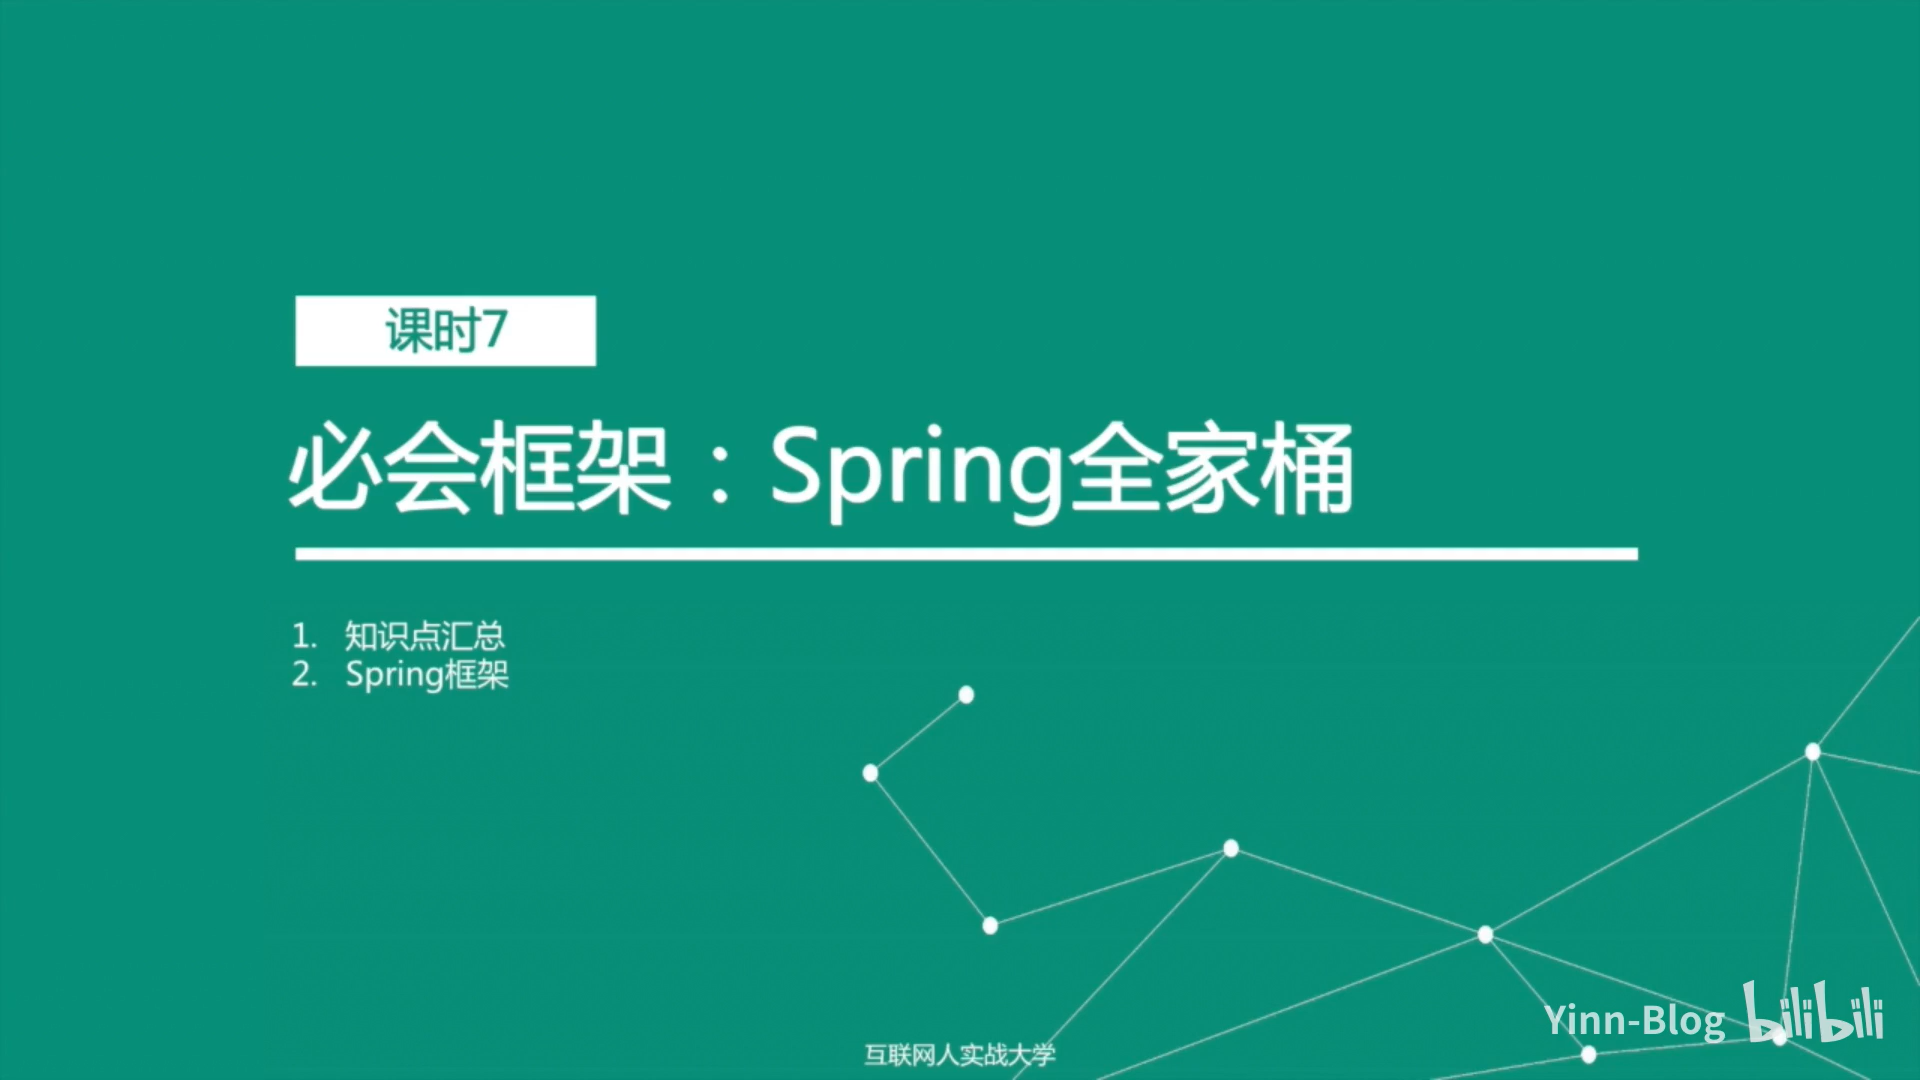 课时7
必会框架：Spring全家桶
1. 知识点汇总
2. Spring框架
Yinn-Blog bilibili
互联网人实战大学